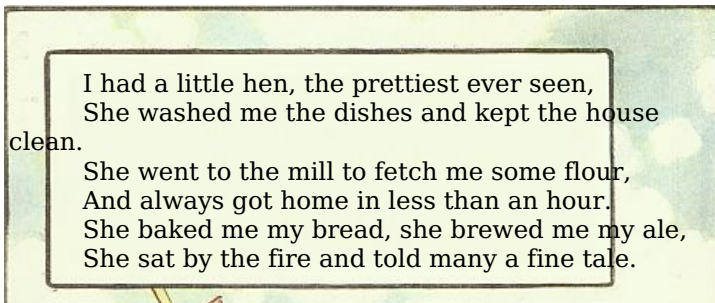 I had a little hen, the prettiest ever seen,
She washed me the dishes and kept the house
clean.
She went to the mill to fetch me some flour,
And always got home in less than an hour.
She baked me my bread, she brewed me my ale,
She sat by the fire and told many a fine tale.